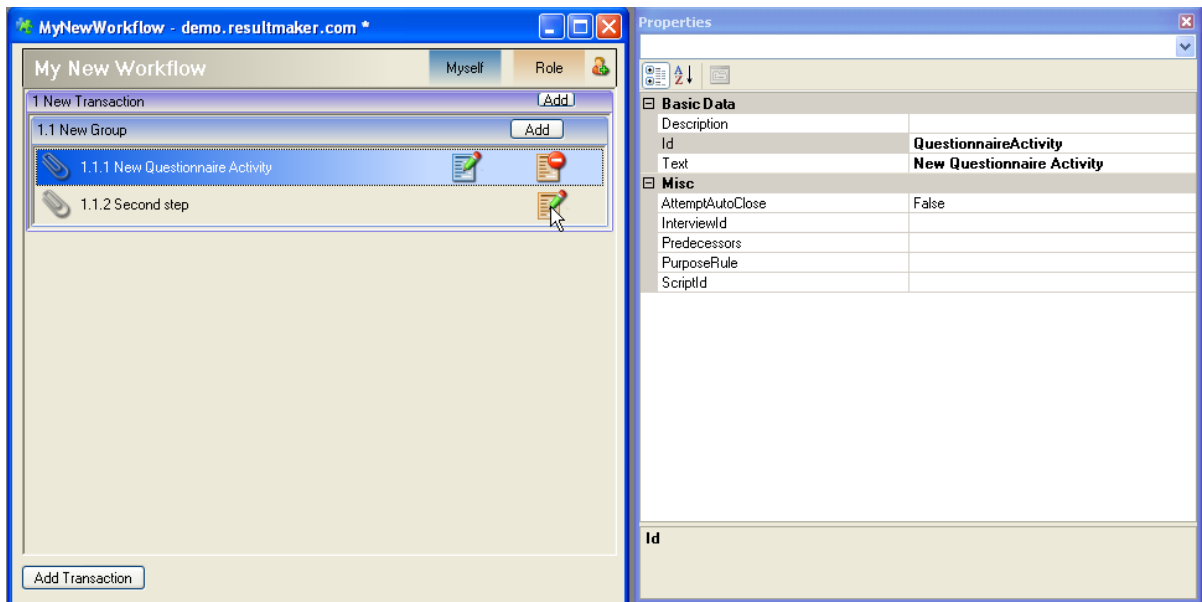 MyNewWorkflow - demo.resultmaker.com *
My New Workflow Myself Role
1 New Transaction Add
1.1 New Group Add
1.1.1 New Questionnaire Activity
1.1.2 Second step
Add Transaction
Properties
Basic Data
Description
Id QuestionnaireActivity
Text New Questionnaire Activity
Misc
AttemptAutoClose False
InterviewId
Predecessors
PurposeRule
ScriptId
Id